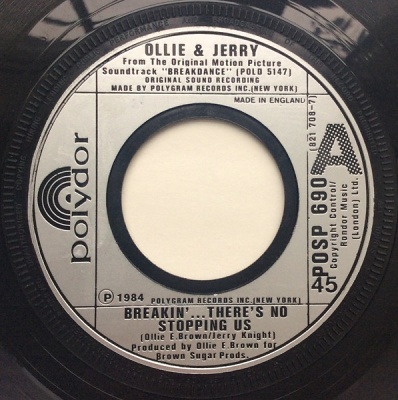 OLLIE & JERRY
From The Original Motion Picture
Soundtrack "BREAKDANCE" (POLD 5147)
ORIGINAL SOUND RECORDING
MADE BY POLYGRAM RECORDS INC.(NEW YORK)
MADE IN ENGLAND
(821 708-7)
A
polydor
POSP 690
Copyright Control/
Rondor Music
(London) Ltd.
45
Ⓟ 1984 POLYGRAM RECORDS INC.(NEW YORK)
BREAKIN'...THERE'S NO
STOPPING US
(Ollie E.Brown/Jerry Knight)
Produced by Ollie E Brown for
Brown Sugar Prods.